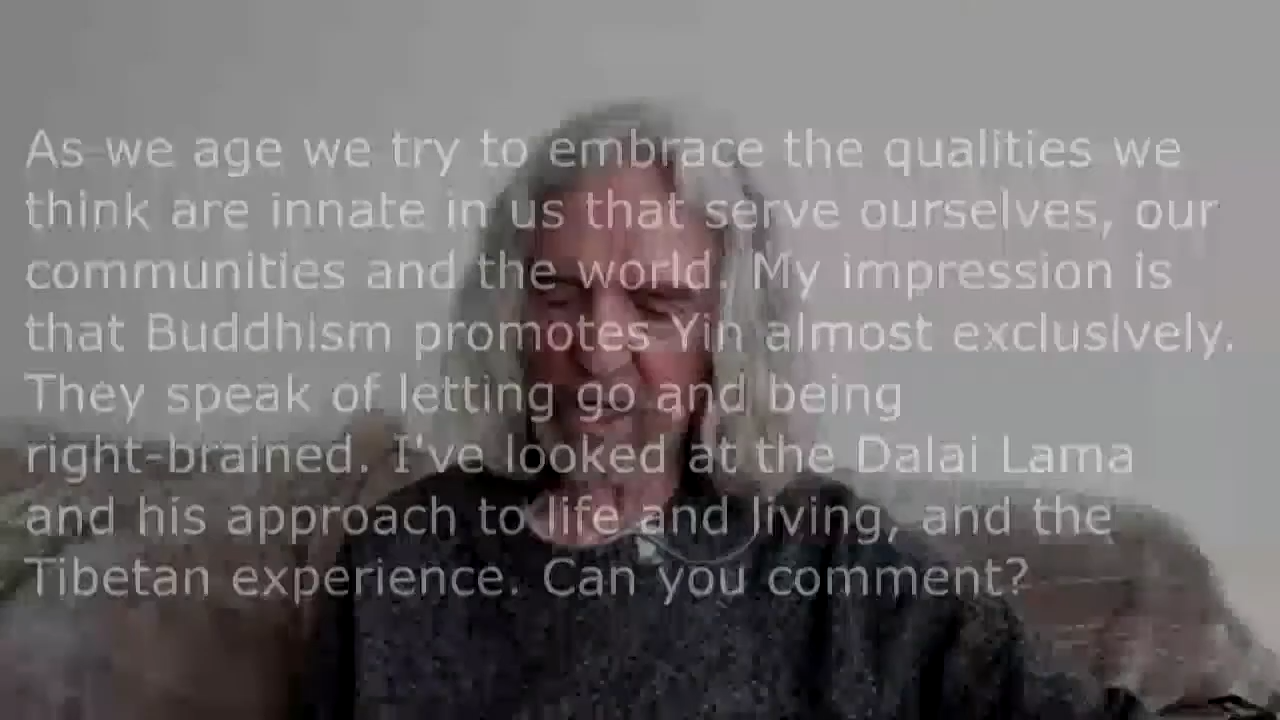 As we age we try to embrace the qualities we
think are innate in us that serve ourselves, our
communities and the world. My impression is
that Buddhism promotes Yin almost exclusively.
They speak of letting go and being
right-brained. I've looked at the Dalai Lama
and his approach to life and living, and the
Tibetan experience. Can you comment?